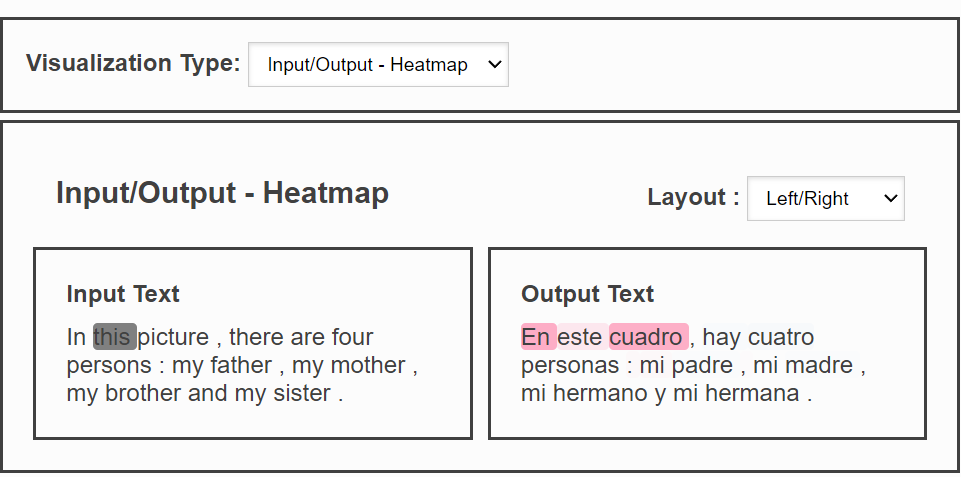 Visualization Type: Input/Output - Heatmap
Input/Output - Heatmap
Layout : Left/Right
Input Text
In this picture , there are four
persons : my father , my mother ,
my brother and my sister .
Output Text
En este cuadro , hay cuatro
personas : mi padre , mi madre ,
mi hermano y mi hermana .